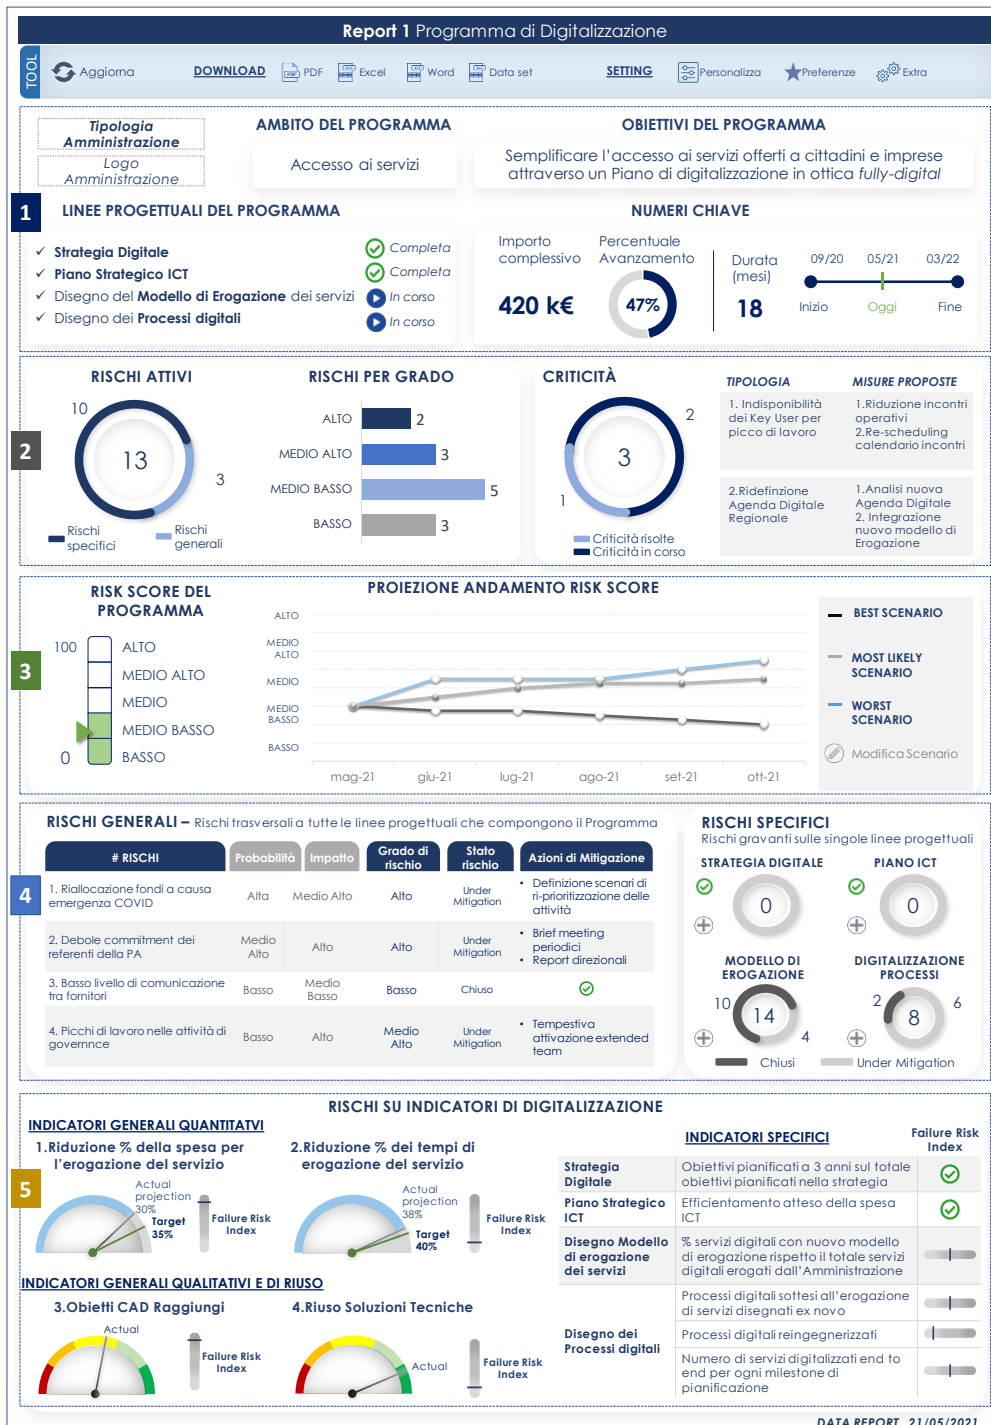 Report 1 Programma di Digitalizzazione
TOOL
Aggiorna
DOWNLOAD
PDF
Excel
Word
Data set
SETTING
Personalizza
Preferenze
Extra
Tipologia
Amministrazione
Logo
Amministrazione
AMBITO DEL PROGRAMMA
Accesso ai servizi
OBIETTIVI DEL PROGRAMMA
Semplificare l'accesso ai servizi offerti a cittadini e imprese
attraverso un Piano di digitalizzazione in ottica fully-digital
1
LINEE PROGETTUALI DEL PROGRAMMA
✓ Strategia Digitale
Completa
✓ Piano Strategico ICT
Completa
✓ Disegno del Modello di Erogazione dei servizi
In corso
✓ Disegno dei Processi digitali
In corso
NUMERI CHIAVE
Importo
complessivo
420 k€
Percentuale
Avanzamento
47%
Durata
(mesi)
18
09/20
05/21
03/22
Inizio
Oggi
Fine
2
RISCHI ATTIVI
10
13
3
Rischi
specifici
Rischi
generali
RISCHI PER GRADO
ALTO
2
MEDIO ALTO
3
MEDIO BASSO
5
BASSO
3
CRITICITÀ
2
3
1
Criticità risolte
Criticità in corso
TIPOLOGIA
MISURE PROPOSTE
1. Indisponibilità
dei Key User per
picco di lavoro
1.Riduzione incontri
operativi
2.Re-scheduling
calendario incontri
2.Ridefinzione
Agenda Digitale
Regionale
1.Analisi nuova
Agenda Digitale
2. Integrazione
nuovo modello di
Erogazione
3
RISK SCORE DEL
PROGRAMMA
100
0
ALTO
MEDIO ALTO
MEDIO
MEDIO BASSO
BASSO
PROIEZIONE ANDAMENTO RISK SCORE
ALTO
MEDIO
ALTO
MEDIO
MEDIO
BASSO
BASSO
mag-21
giu-21
lug-21
ago-21
set-21
ott-21
BEST SCENARIO
MOST LIKELY
SCENARIO
WORST
SCENARIO
Modifica Scenario
4
RISCHI GENERALI – Rischi trasversali a tutte le linee progettuali che compongono il Programma
# RISCHI
Probabilità
Impatto
Grado di
rischio
Stato
rischio
Azioni di Mitigazione
1. Riallocazione fondi a causa
emergenza COVID
Alta
Medio Alto
Alto
Under
Mitigation
• Definizione scenari di
ri-prioritizzazione delle
attività
2. Debole commitment dei
referenti della PA
Medio
Alto
Alto
Alto
Under
Mitigation
• Brief meeting
periodici
• Report direzionali
3. Basso livello di comunicazione
tra fornitori
Basso
Medio
Basso
Basso
Chiuso
4. Picchi di lavoro nelle attività di
governnce
Basso
Alto
Medio
Alto
Under
Mitigation
• Tempestiva
attivazione extended
team
RISCHI SPECIFICI
Rischi gravanti sulle singole linee progettuali
STRATEGIA DIGITALE
0
PIANO ICT
0
MODELLO DI
EROGAZIONE
10
14
4
DIGITALIZZAZIONE
PROCESSI
2
8
6
Chiusi
Under Mitigation
5
RISCHI SU INDICATORI DI DIGITALIZZAZIONE
INDICATORI GENERALI QUANTITATVI
1.Riduzione % della spesa per
l'erogazione del servizio
Actual
projection
30%
Target
35%
Failure Risk
Index
2.Riduzione % dei tempi di
erogazione del servizio
Actual
projection
38%
Target
40%
Failure Risk
Index
INDICATORI GENERALI QUALITATIVI E DI RIUSO
3.Obietti CAD Raggiungi
Actual
Failure Risk
Index
4.Riuso Soluzioni Tecniche
Actual
Failure Risk
Index
INDICATORI SPECIFICI
Failure Risk
Index
Strategia
Digitale
Obiettivi pianificati a 3 anni sul totale
obiettivi pianificati nella strategia
Piano Strategico
ICT
Efficientamento atteso della spesa
ICT
Disegno Modello
di erogazione
dei servizi
% servizi digitali con nuovo modello
di erogazione rispetto il totale servizi
digitali erogati dall'Amministrazione
Disegno dei
Processi digitali
Processi digitali sottesi all'erogazione
di servizi disegnati ex novo
Processi digitali reingegnerizzati
Numero di servizi digitalizzati end to
end per ogni milestone di
pianificazione
DATA REPORT 21/05/2021